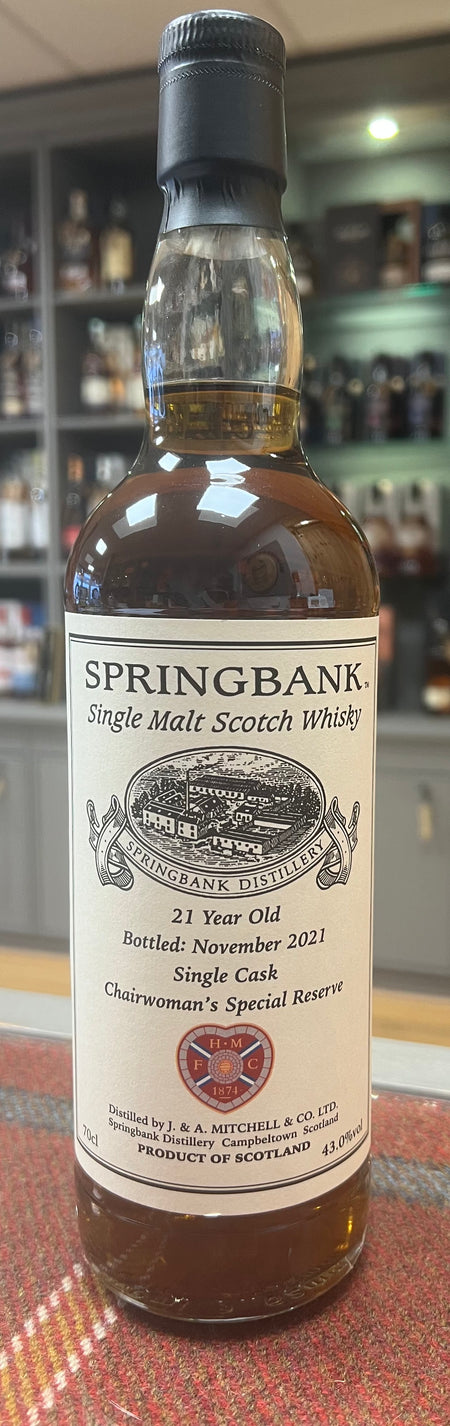 SPRINGBANK™
Single Malt Scotch Whisky
SPRINGBANK DISTILLERY
21 Year Old
Bottled: November 2021
Single Cask
Chairwoman's Special Reserve
H·M
F C
1874
Distilled by J. & A. MITCHELL & CO. LTD.
Springbank Distillery Campbeltown Scotland
70cl PRODUCT OF SCOTLAND 43.0%vol